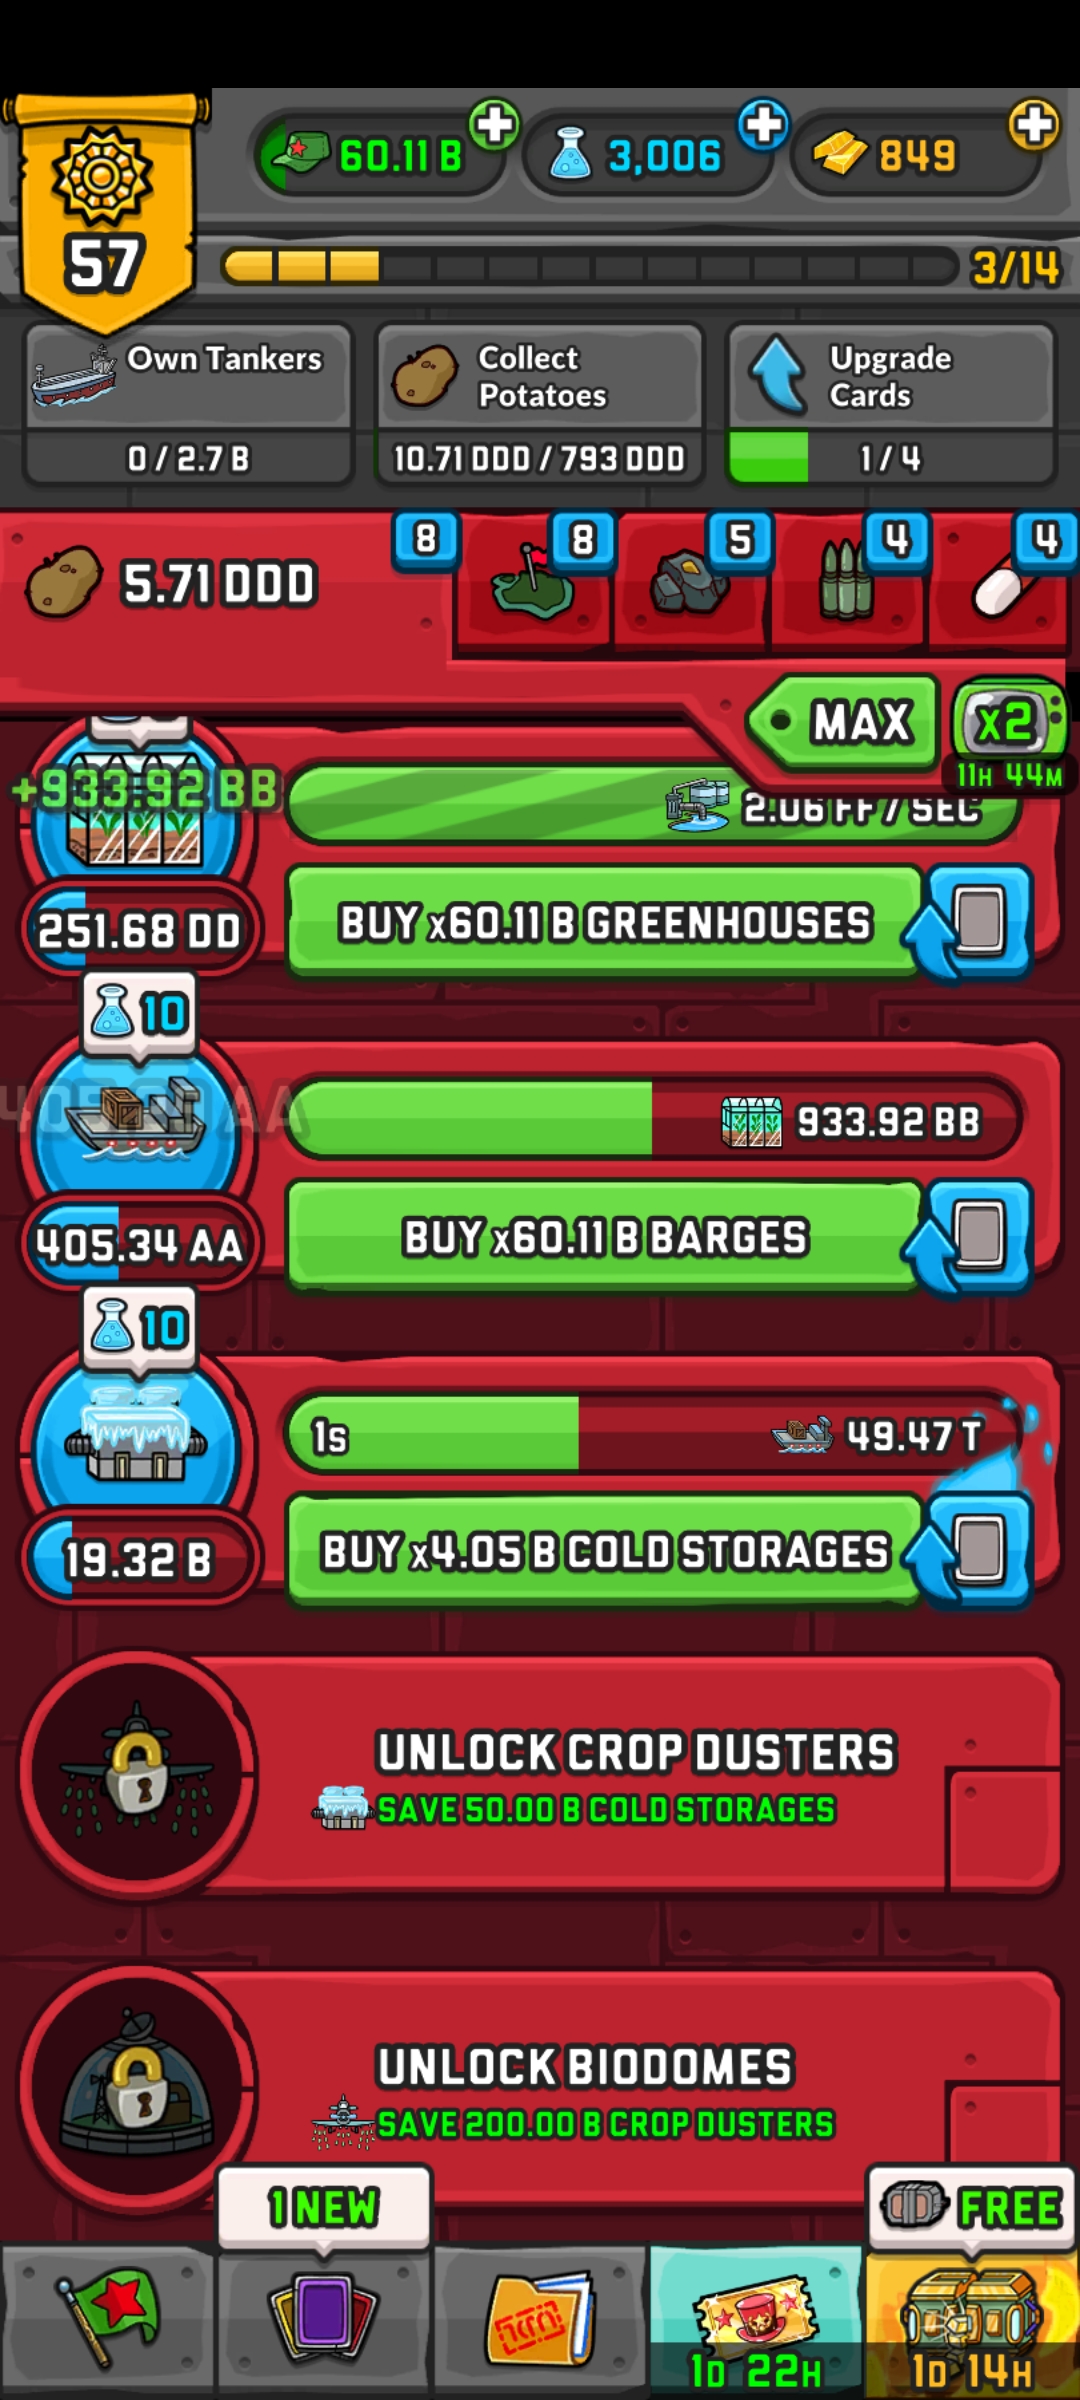 60.11 B
3,006
849
57
3/14
Own Tankers
0 / 2.7 B
Collect
Potatoes
10.71 DDD / 793 DDD
Upgrade
Cards
1 / 4
5.71 DDD
8
8
5
4
4
MAX
x2
11H 44M
+933.92 BB
2.06 FF / SEC
251.68 DD
BUY x60.11 B GREENHOUSES
10
933.92 BB
405.34 AA
BUY x60.11 B BARGES
10
1s
49.47 T
19.32 B
BUY x4.05 B COLD STORAGES
UNLOCK CROP DUSTERS
SAVE 50.00 B COLD STORAGES
UNLOCK BIODOMES
SAVE 200.00 B CROP DUSTERS
1 NEW
FREE
1D 22H
1D 14H